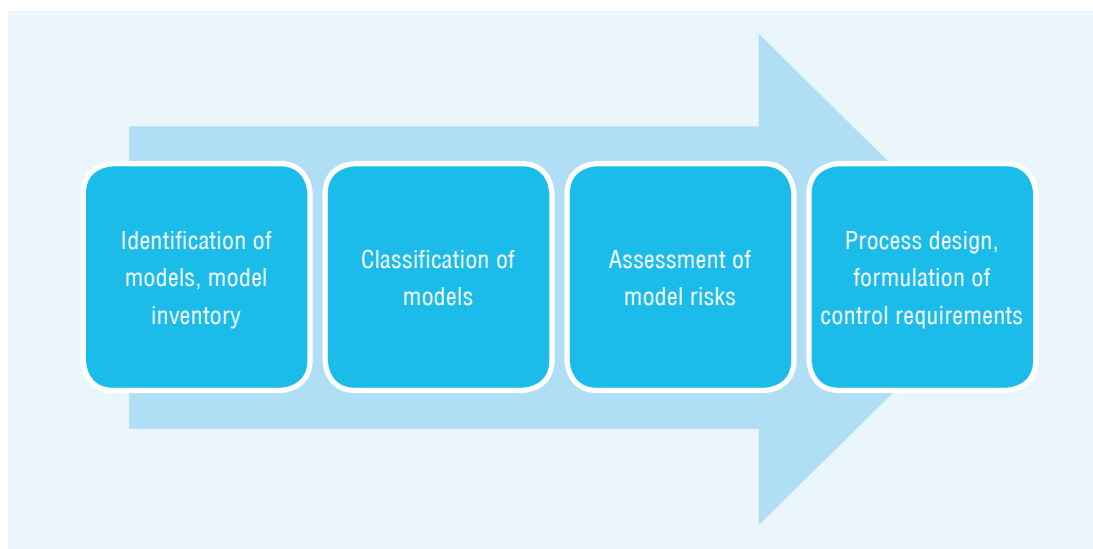 Identification of
models, model
inventory
Classification of
models
Assessment of
model risks
Process design,
formulation of
control requirements